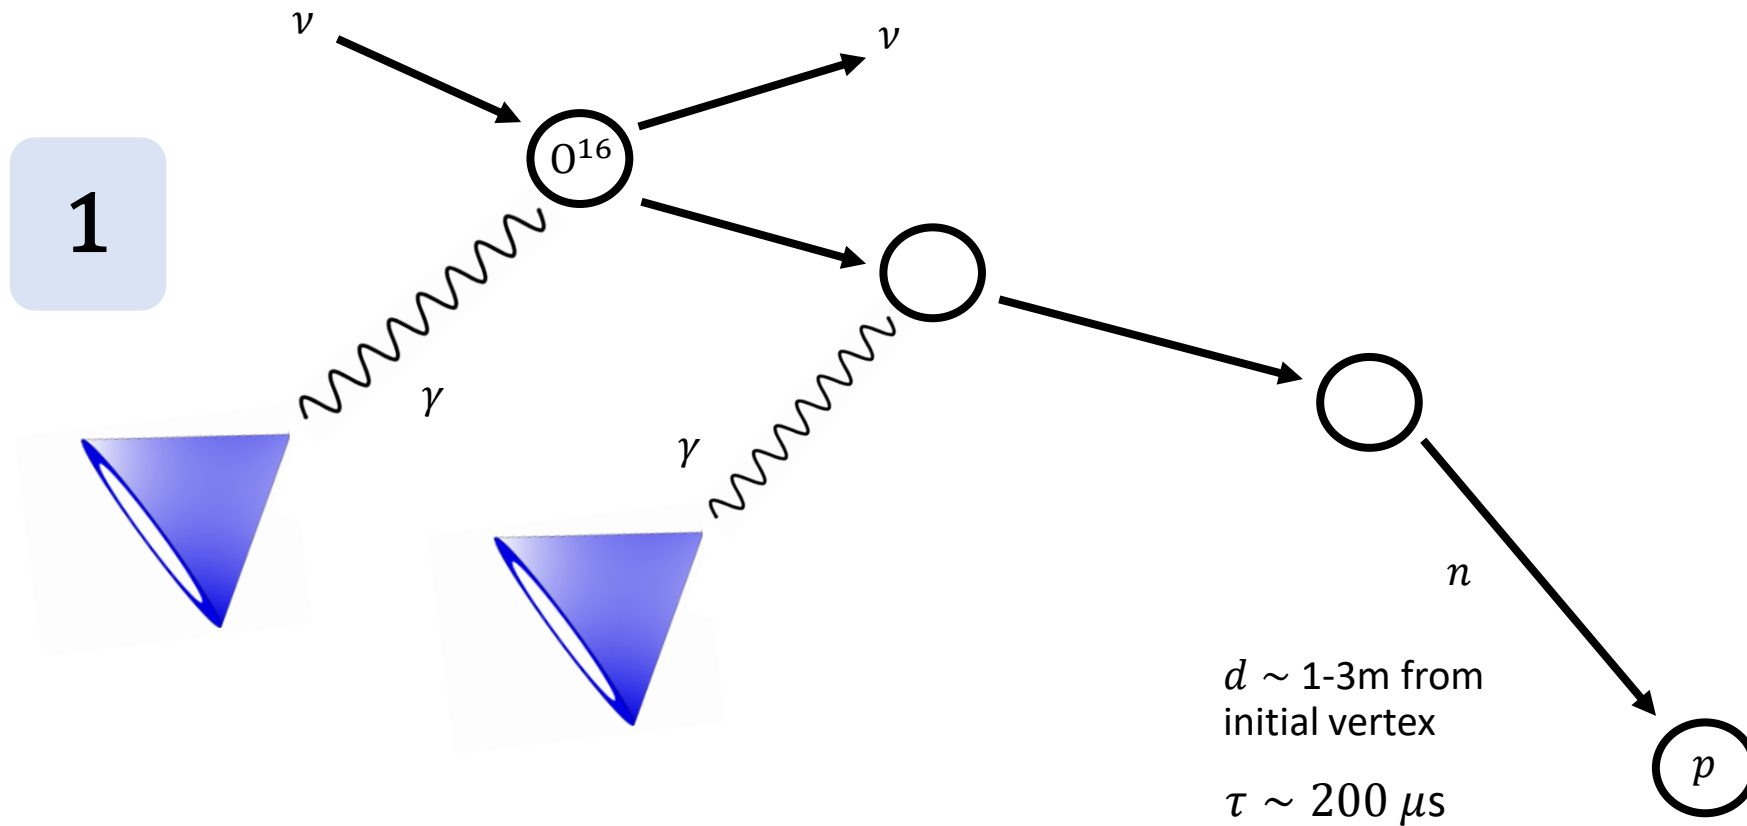 ν
ν
O¹⁶
1
γ
γ
n
d ~ 1-3m from
initial vertex
τ ~ 200 μs
p